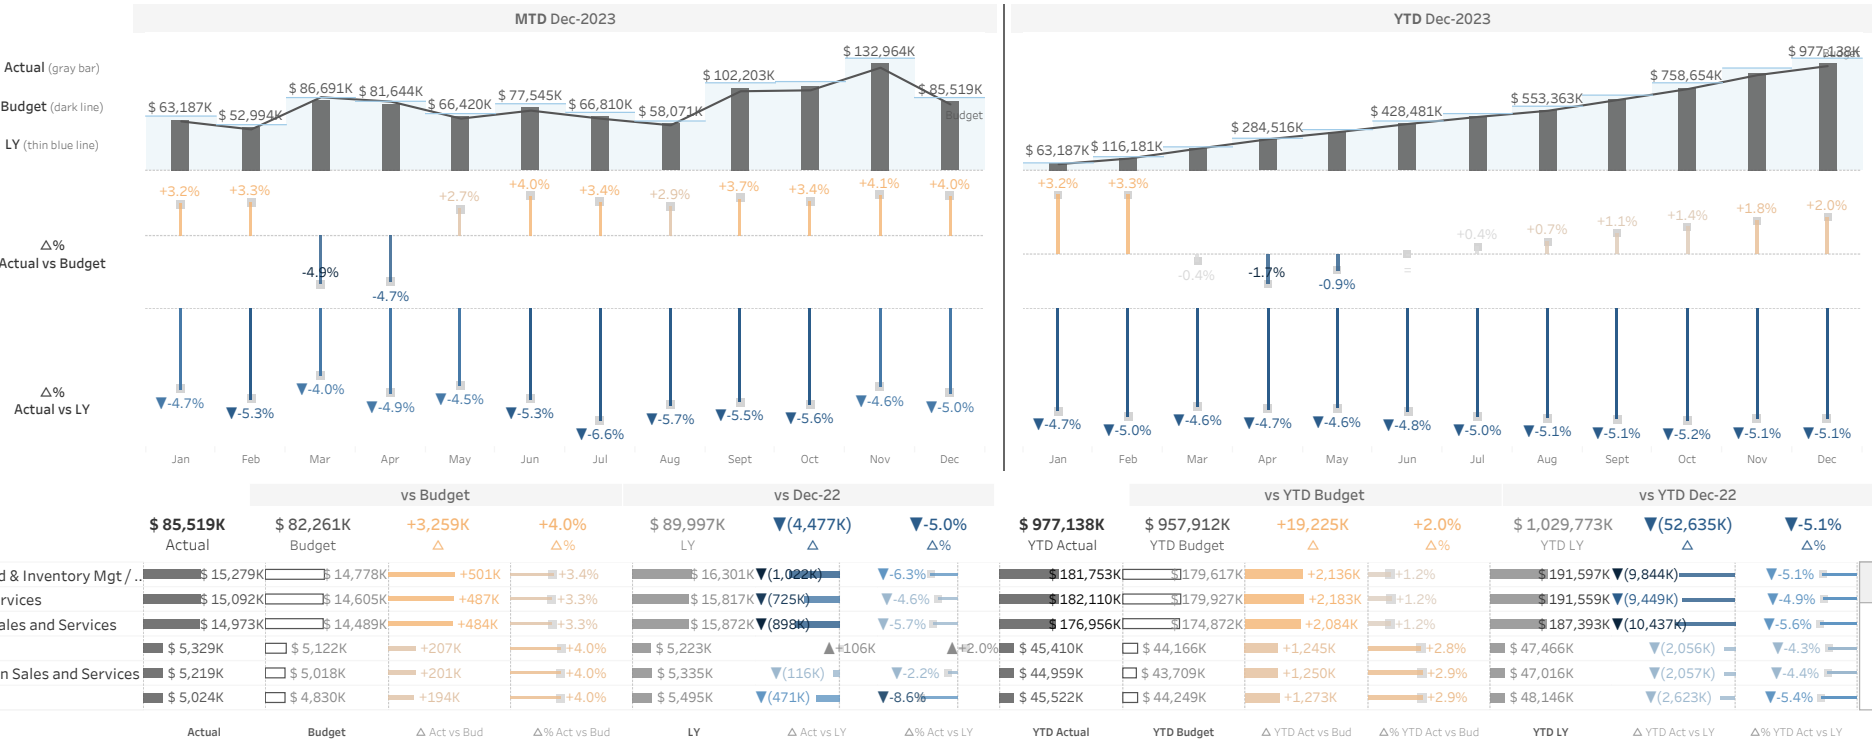 MTD Dec-2023
YTD Dec-2023
Actual (gray bar)
Budget (dark line)
LY (thin blue line)
$ 63,187K $ 52,994K $ 86,691K $ 81,644K $ 66,420K $ 77,545K $ 66,810K $ 58,071K $ 102,203K $ 132,964K $ 85,519K
Budget
$ 63,187K $ 116,181K $ 284,516K $ 428,481K $ 553,363K $ 758,654K $ 977,138K
Budget
△%
Actual vs Budget
+3.2% +3.3% -4.9% -4.7% +2.7% +4.0% +3.4% +2.9% +3.7% +3.4% +4.1% +4.0%
+3.2% +3.3% -0.4% -1.7% -0.9% = +0.4% +0.7% +1.1% +1.4% +1.8% +2.0%
△%
Actual vs LY
▼-4.7% ▼-5.3% ▼-4.0% ▼-4.9% ▼-4.5% ▼-5.3% ▼-6.6% ▼-5.7% ▼-5.5% ▼-5.6% ▼-4.6% ▼-5.0%
▼-4.7% ▼-5.0% ▼-4.6% ▼-4.7% ▼-4.6% ▼-4.8% ▼-5.0% ▼-5.1% ▼-5.1% ▼-5.2% ▼-5.1% ▼-5.1%
Jan Feb Mar Apr May Jun Jul Aug Sept Oct Nov Dec
Jan Feb Mar Apr May Jun Jul Aug Sept Oct Nov Dec
vs Budget vs Dec-22 vs YTD Budget vs YTD Dec-22
$ 85,519K $ 82,261K +3,259K +4.0% $ 89,997K ▼(4,477K) ▼-5.0% $ 977,138K $ 957,912K +19,225K +2.0% $ 1,029,773K ▼(52,635K) ▼-5.1%
Actual Budget △ △% LY △ △% YTD Actual YTD Budget △ △% YTD LY △ △%
d & Inventory Mgt / .. $ 15,279K $ 14,778K +501K +3.4% $ 16,301K ▼(1,022K) ▼-6.3% $181,753K $179,617K +2,136K +1.2% $191,597K ▼(9,844K) ▼-5.1%
rvices $ 15,092K $ 14,605K +487K +3.3% $ 15,817K ▼(725K) ▼-4.6% $182,110K $179,927K +2,183K +1.2% $191,559K ▼(9,449K) ▼-4.9%
ales and Services $ 14,973K $ 14,489K +484K +3.3% $ 15,872K ▼(898K) ▼-5.7% $176,956K $174,872K +2,084K +1.2% $187,393K ▼(10,437K) ▼-5.6%
$ 5,329K $ 5,122K +207K +4.0% $ 5,223K ▲+106K ▲+2.0% $ 45,410K $ 44,166K +1,245K +2.8% $ 47,466K ▼(2,056K) ▼-4.3%
n Sales and Services $ 5,219K $ 5,018K +201K +4.0% $ 5,335K ▼(116K) ▼-2.2% $ 44,959K $ 43,709K +1,250K +2.9% $ 47,016K ▼(2,057K) ▼-4.4%
$ 5,024K $ 4,830K +194K +4.0% $ 5,495K ▼(471K) ▼-8.6% $ 45,522K $ 44,249K +1,273K +2.9% $ 48,146K ▼(2,623K) ▼-5.4%
Actual Budget △ Act vs Bud △% Act vs Bud LY △ Act vs LY △% Act vs LY YTD Actual YTD Budget △ YTD Act vs Bud △% YTD Act vs Bud YTD LY △ YTD Act vs LY △% YTD Act vs LY